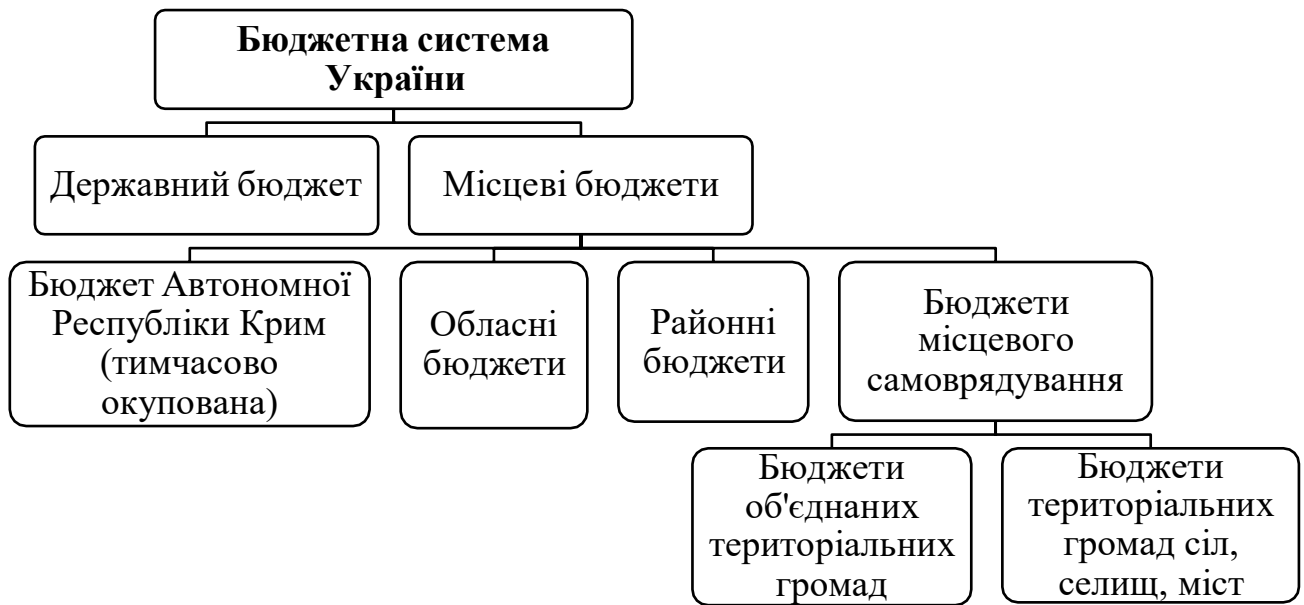 Бюджетна система
України
Державний бюджет
Місцеві бюджети
Бюджет Автономної
Республіки Крим
(тимчасово
окупована)
Обласні
бюджети
Районні
бюджети
Бюджети
місцевого
самоврядування
Бюджети
об'єднаних
територіальних
громад
Бюджети
територіальних
громад сіл,
селищ, міст